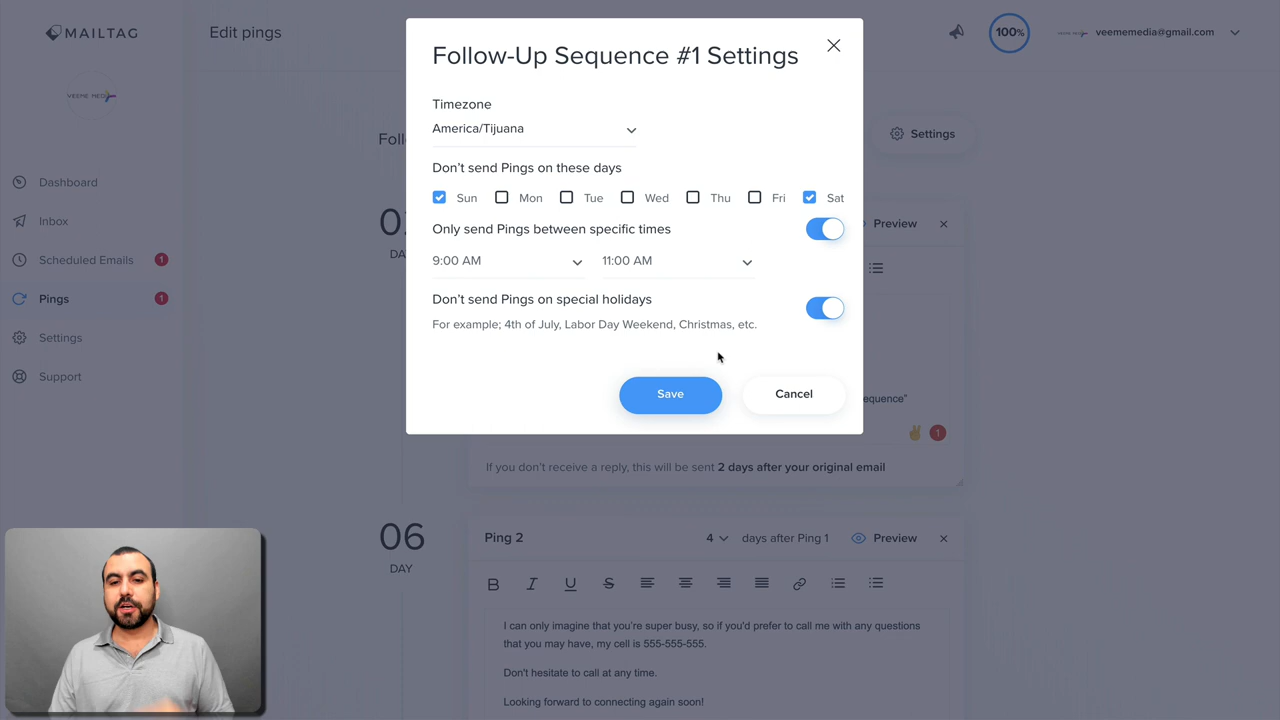 MAILTAG
Edit pings
100%
veememedia@gmail.com
VEEME MEDIA
Dashboard
Inbox
Scheduled Emails 1
Pings 1
Settings
Support
Follow-Up Sequence #1 Settings
Timezone
America/Tijuana
Don't send Pings on these days
Sun Mon Tue Wed Thu Fri Sat
Only send Pings between specific times
9:00 AM 11:00 AM
Don't send Pings on special holidays
For example; 4th of July, Labor Day Weekend, Christmas, etc.
Save Cancel
Settings
Preview
equence"
1
If you don't receive a reply, this will be sent 2 days after your original email
06
DAY
Ping 2 4 days after Ping 1 Preview
B I U S
I can only imagine that you're super busy, so if you'd prefer to call me with any questions
that you may have, my cell is 555-555-555.
Don't hesitate to call at any time.
Looking forward to connecting again soon!